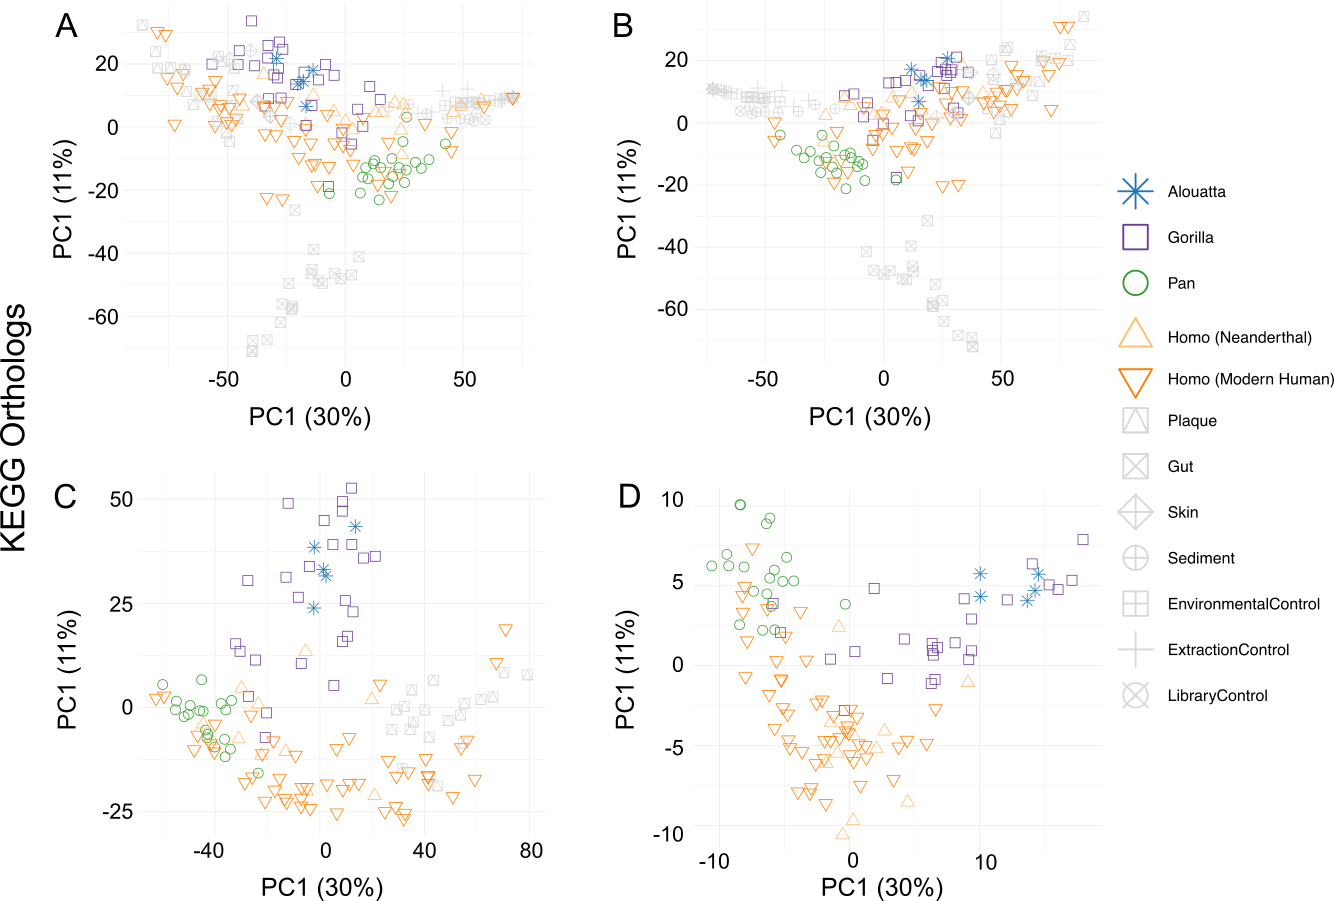 A
B
20
0
-20
-40
-60
-50
0
50
PC1 (11%)
PC1 (30%)
20
0
-20
-40
-60
-50
0
50
PC1 (11%)
PC1 (30%)
KEGG Orthologs
C
D
50
25
0
-25
-40
0
40
80
PC1 (11%)
PC1 (30%)
10
5
0
-5
-10
-10
0
10
PC1 (11%)
PC1 (30%)
Alouatta
Gorilla
Pan
Homo (Neanderthal)
Homo (Modern Human)
Plaque
Gut
Skin
Sediment
EnvironmentalControl
ExtractionControl
LibraryControl